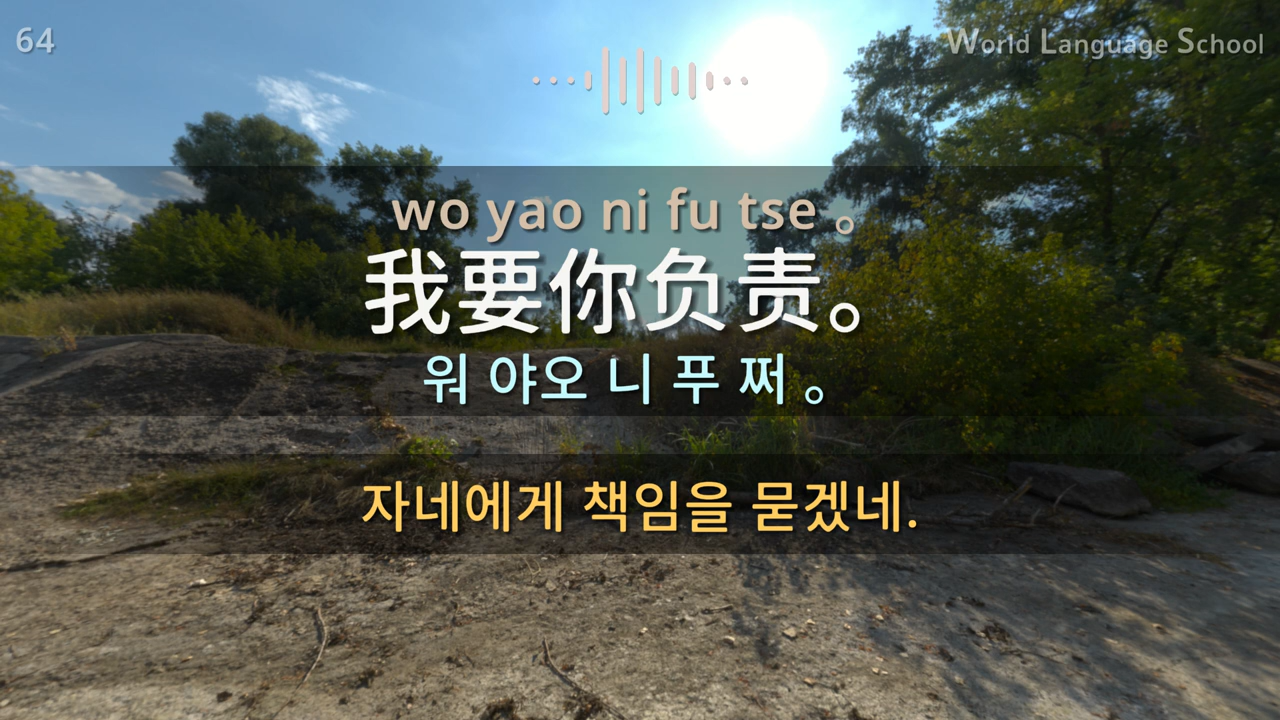 64
World Language School
wo yao ni fu tse 。
我要你负责。
워 야오 니 푸 쩌 。
자네에게 책임을 묻겠네.